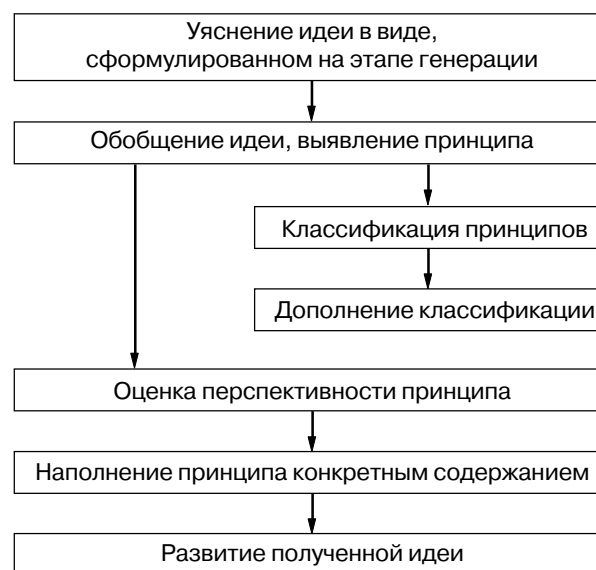 Уяснение идеи в виде,
сформулированном на этапе генерации
Обобщение идеи, выявление принципа
Классификация принципов
Дополнение классификации
Оценка перспективности принципа
Наполнение принципа конкретным содержанием
Развитие полученной идеи